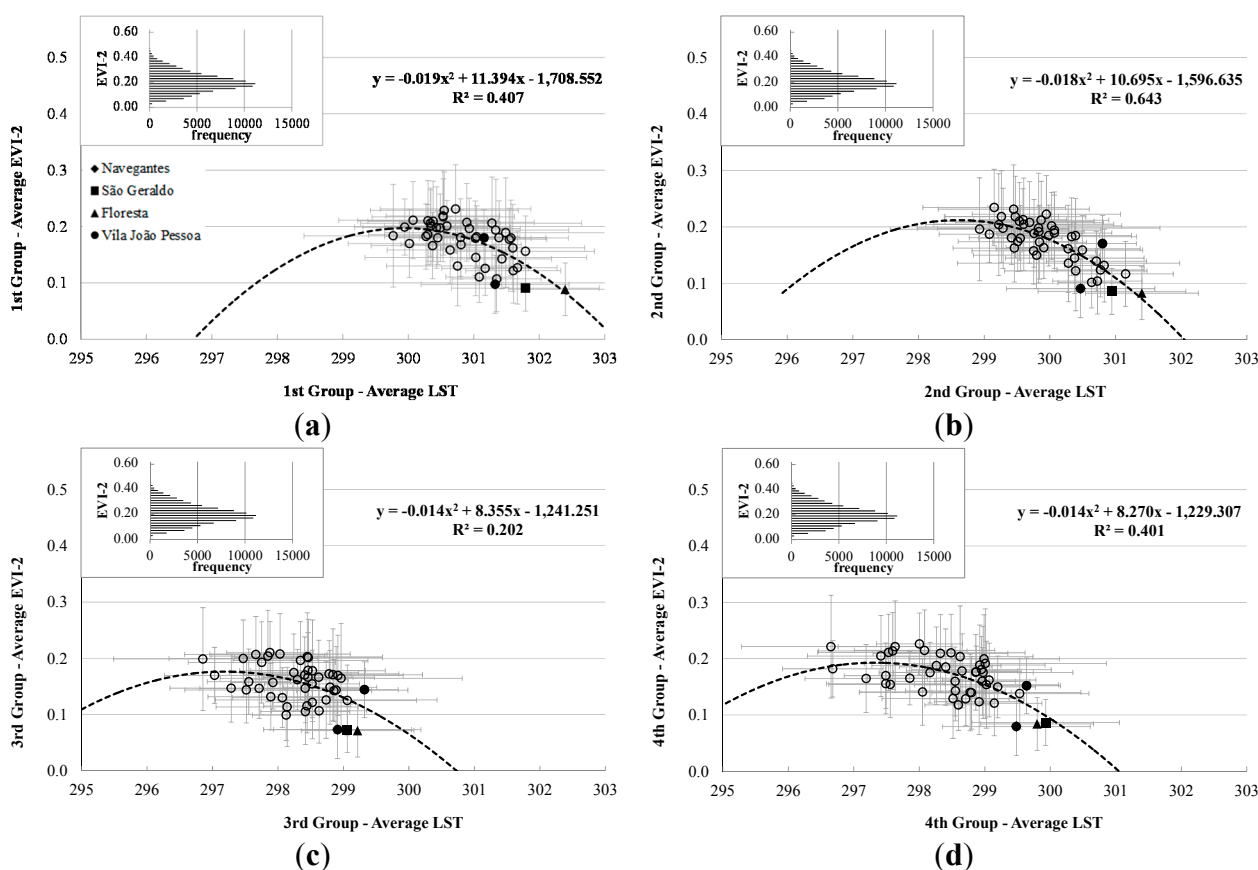 0.60
0.40
0.20
0.00
EVI-2
0
5000
10000
15000
frequency
y = -0.019x² + 11.394x - 1,708.552
R² = 0.407
Navegantes
São Geraldo
Floresta
Vila João Pessoa
0.5
0.4
0.3
0.2
0.1
0.0
1st Group - Average EVI-2
295 296 297 298 299 300 301 302 303
1st Group - Average LST
(a)
0.60
0.40
0.20
0.00
EVI-2
0 5000 10000 15000
frequency
y = -0.018x² + 10.695x - 1,596.635
R² = 0.643
0.5
0.4
0.3
0.2
0.1
0.0
2nd Group - Average EVI-2
295 296 297 298 299 300 301 302 303
2nd Group - Average LST
(b)
0.60
0.40
0.20
0.00
EVI-2
0 5000 10000 15000
frequency
y = -0.014x² + 8.355x - 1,241.251
R² = 0.202
0.5
0.4
0.3
0.2
0.1
0.0
3rd Group - Average EVI-2
295 296 297 298 299 300 301 302 303
3rd Group - Average LST
(c)
0.60
0.40
0.20
0.00
EVI-2
0 5000 10000 15000
frequency
y = -0.014x² + 8.270x - 1,229.307
R² = 0.401
0.5
0.4
0.3
0.2
0.1
0.0
4th Group - Average EVI-2
295 296 297 298 299 300 301 302 303
4th Group - Average LST
(d)